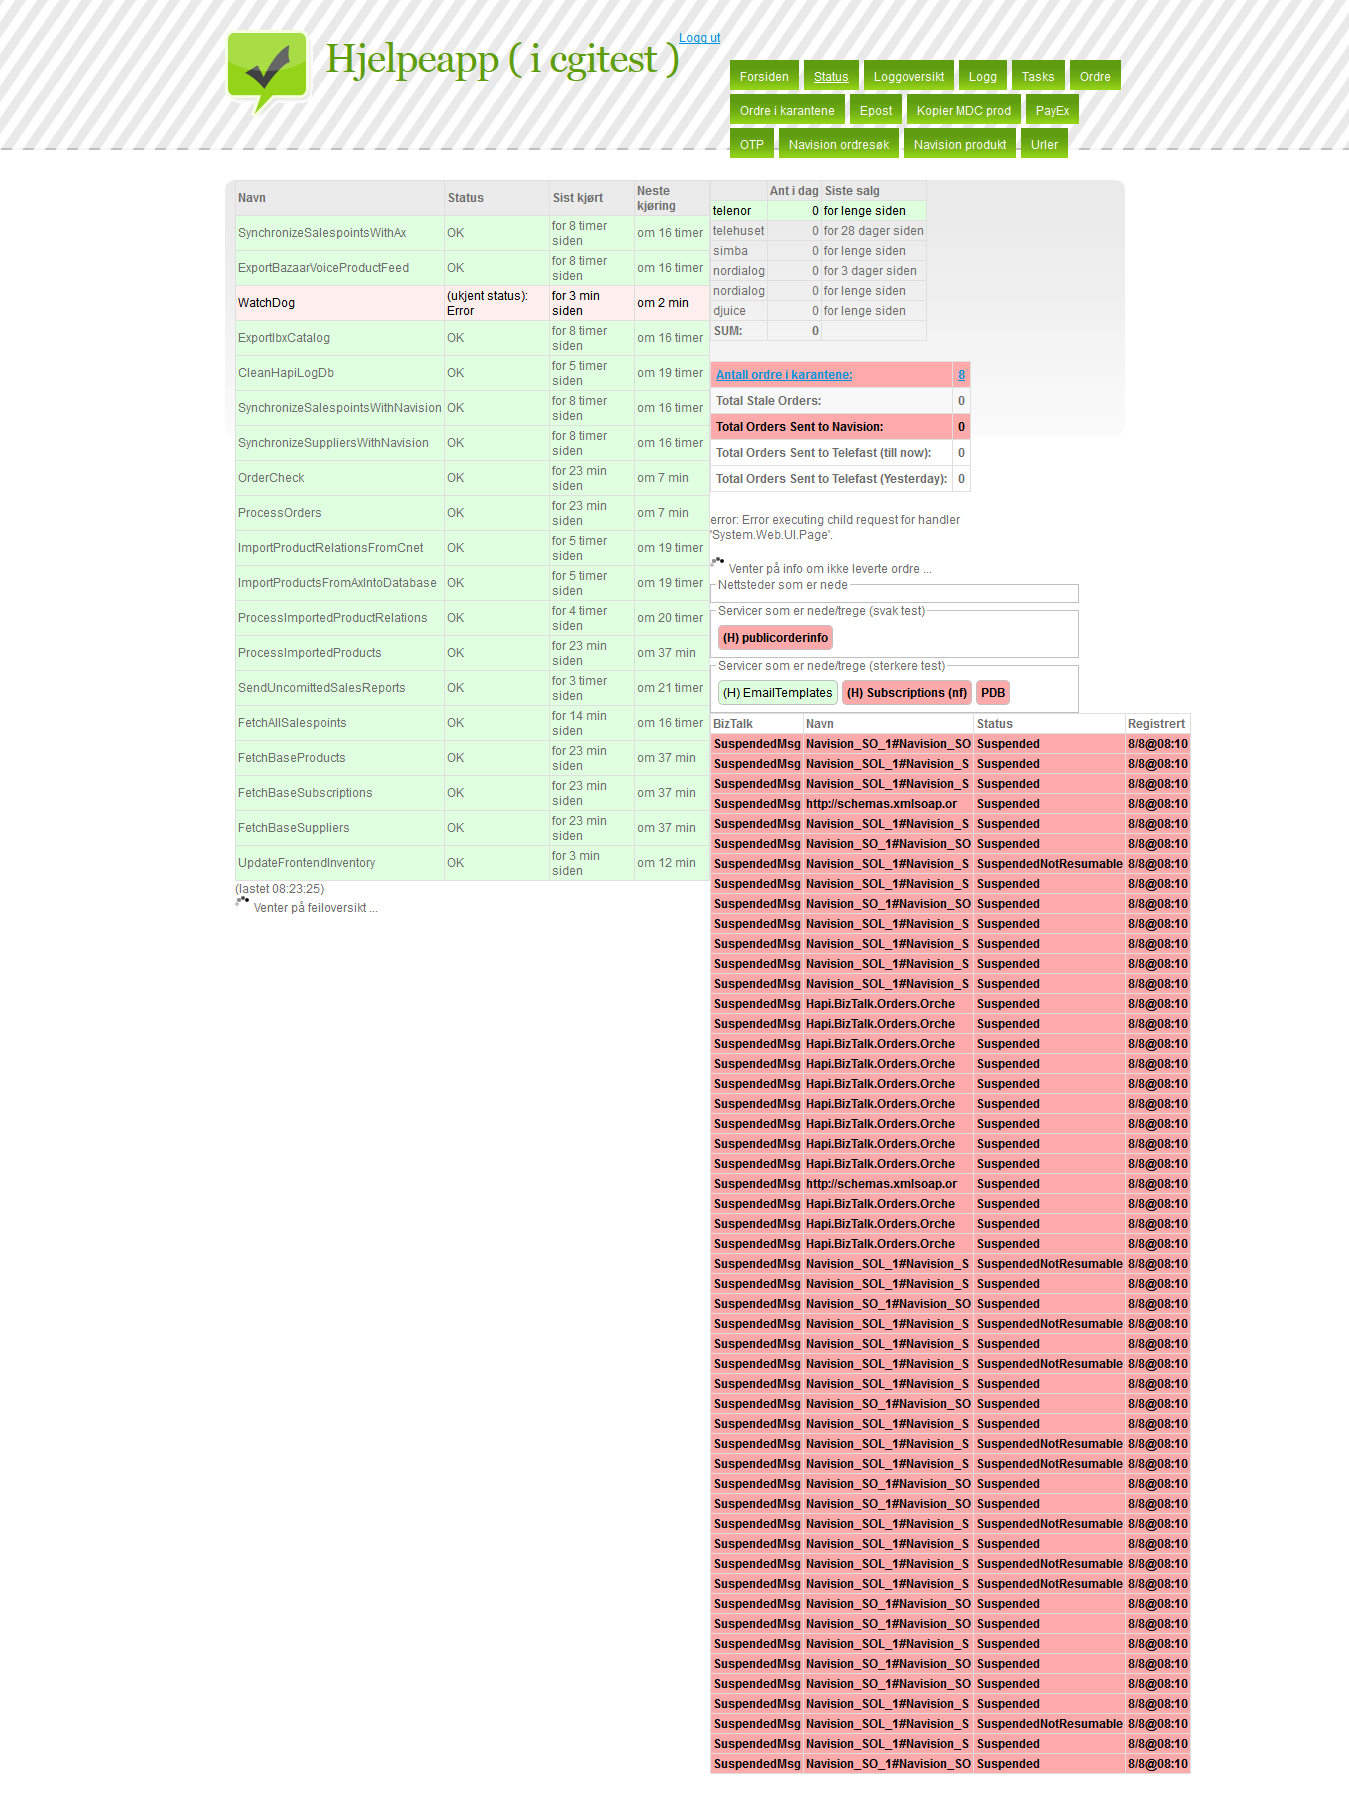 Hjelpeapp ( i cgitest )
Logg ut
Forsiden Status Loggoversikt Logg Tasks Ordre
Ordre i karantene Epost Kopier MDC prod PayEx
OTP Navision ordresøk Navision produkt Urler
Navn Status Sist kjørt Neste kjøring
SynchronizeSalespointsWithAx OK for 8 timer siden om 16 timer
ExportBazaarVoiceProductFeed OK for 8 timer siden om 16 timer
WatchDog (ukjent status): Error for 3 min siden om 2 min
ExportIbxCatalog OK for 8 timer siden om 16 timer
CleanHapiLogDb OK for 5 timer siden om 19 timer
SynchronizeSalespointsWithNavision OK for 8 timer siden om 16 timer
SynchronizeSuppliersWithNavision OK for 8 timer siden om 16 timer
OrderCheck OK for 23 min siden om 7 min
ProcessOrders OK for 23 min siden om 7 min
ImportProductRelationsFromCnet OK for 5 timer siden om 19 timer
ImportProductsFromAxIntoDatabase OK for 5 timer siden om 19 timer
ProcessImportedProductRelations OK for 4 timer siden om 20 timer
ProcessImportedProducts OK for 23 min siden om 37 min
SendUncomittedSalesReports OK for 3 timer siden om 21 timer
FetchAllSalespoints OK for 14 min siden om 16 timer
FetchBaseProducts OK for 23 min siden om 37 min
FetchBaseSubscriptions OK for 23 min siden om 37 min
FetchBaseSuppliers OK for 23 min siden om 37 min
UpdateFrontendInventory OK for 3 min siden om 12 min
(lastet 08:23:25)
Venter på feiloversikt ...
Ant i dag Siste salg
telenor 0 for lenge siden
telehuset 0 for 28 dager siden
simba 0 for lenge siden
nordialog 0 for 3 dager siden
nordialog 0 for lenge siden
djuice 0 for lenge siden
SUM: 0
Antall ordre i karantene: 8
Total Stale Orders: 0
Total Orders Sent to Navision: 0
Total Orders Sent to Telefast (till now): 0
Total Orders Sent to Telefast (Yesterday): 0
error: Error executing child request for handler
'System.Web.UI.Page'.
Venter på info om ikke leverte ordre ...
Nettsteder som er nede
Servicer som er nede/trege (svak test)
(H) publicorderinfo
Servicer som er nede/trege (sterkere test)
(H) EmailTemplates (H) Subscriptions (nf) PDB
BizTalk Navn Status Registrert
SuspendedMsg Navision_SO_1#Navision_SO Suspended 8/8@08:10
SuspendedMsg Navision_SOL_1#Navision_S Suspended 8/8@08:10
SuspendedMsg Navision_SOL_1#Navision_S Suspended 8/8@08:10
SuspendedMsg http://schemas.xmlsoap.or Suspended 8/8@08:10
SuspendedMsg Navision_SOL_1#Navision_S Suspended 8/8@08:10
SuspendedMsg Navision_SO_1#Navision_SO Suspended 8/8@08:10
SuspendedMsg Navision_SOL_1#Navision_S SuspendedNotResumable 8/8@08:10
SuspendedMsg Navision_SOL_1#Navision_S Suspended 8/8@08:10
SuspendedMsg Navision_SO_1#Navision_SO Suspended 8/8@08:10
SuspendedMsg Navision_SOL_1#Navision_S Suspended 8/8@08:10
SuspendedMsg Navision_SOL_1#Navision_S Suspended 8/8@08:10
SuspendedMsg Navision_SOL_1#Navision_S Suspended 8/8@08:10
SuspendedMsg Navision_SOL_1#Navision_S Suspended 8/8@08:10
SuspendedMsg Hapi.BizTalk.Orders.Orche Suspended 8/8@08:10
SuspendedMsg Hapi.BizTalk.Orders.Orche Suspended 8/8@08:10
SuspendedMsg Hapi.BizTalk.Orders.Orche Suspended 8/8@08:10
SuspendedMsg Hapi.BizTalk.Orders.Orche Suspended 8/8@08:10
SuspendedMsg Hapi.BizTalk.Orders.Orche Suspended 8/8@08:10
SuspendedMsg Hapi.BizTalk.Orders.Orche Suspended 8/8@08:10
SuspendedMsg Hapi.BizTalk.Orders.Orche Suspended 8/8@08:10
SuspendedMsg Hapi.BizTalk.Orders.Orche Suspended 8/8@08:10
SuspendedMsg Hapi.BizTalk.Orders.Orche Suspended 8/8@08:10
SuspendedMsg http://schemas.xmlsoap.or Suspended 8/8@08:10
SuspendedMsg Hapi.BizTalk.Orders.Orche Suspended 8/8@08:10
SuspendedMsg Hapi.BizTalk.Orders.Orche Suspended 8/8@08:10
SuspendedMsg Hapi.BizTalk.Orders.Orche Suspended 8/8@08:10
SuspendedMsg Navision_SOL_1#Navision_S SuspendedNotResumable 8/8@08:10
SuspendedMsg Navision_SOL_1#Navision_S Suspended 8/8@08:10
SuspendedMsg Navision_SO_1#Navision_SO Suspended 8/8@08:10
SuspendedMsg Navision_SOL_1#Navision_S SuspendedNotResumable 8/8@08:10
SuspendedMsg Navision_SOL_1#Navision_S Suspended 8/8@08:10
SuspendedMsg Navision_SOL_1#Navision_S SuspendedNotResumable 8/8@08:10
SuspendedMsg Navision_SOL_1#Navision_S Suspended 8/8@08:10
SuspendedMsg Navision_SO_1#Navision_SO Suspended 8/8@08:10
SuspendedMsg Navision_SOL_1#Navision_S Suspended 8/8@08:10
SuspendedMsg Navision_SOL_1#Navision_S SuspendedNotResumable 8/8@08:10
SuspendedMsg Navision_SOL_1#Navision_S SuspendedNotResumable 8/8@08:10
SuspendedMsg Navision_SO_1#Navision_SO Suspended 8/8@08:10
SuspendedMsg Navision_SO_1#Navision_SO Suspended 8/8@08:10
SuspendedMsg Navision_SOL_1#Navision_S SuspendedNotResumable 8/8@08:10
SuspendedMsg Navision_SOL_1#Navision_S Suspended 8/8@08:10
SuspendedMsg Navision_SOL_1#Navision_S SuspendedNotResumable 8/8@08:10
SuspendedMsg Navision_SOL_1#Navision_S SuspendedNotResumable 8/8@08:10
SuspendedMsg Navision_SO_1#Navision_SO Suspended 8/8@08:10
SuspendedMsg Navision_SO_1#Navision_SO Suspended 8/8@08:10
SuspendedMsg Navision_SOL_1#Navision_S Suspended 8/8@08:10
SuspendedMsg Navision_SO_1#Navision_SO Suspended 8/8@08:10
SuspendedMsg Navision_SO_1#Navision_SO Suspended 8/8@08:10
SuspendedMsg Navision_SOL_1#Navision_S Suspended 8/8@08:10
SuspendedMsg Navision_SOL_1#Navision_S SuspendedNotResumable 8/8@08:10
SuspendedMsg Navision_SOL_1#Navision_S Suspended 8/8@08:10
SuspendedMsg Navision_SO_1#Navision_SO Suspended 8/8@08:10